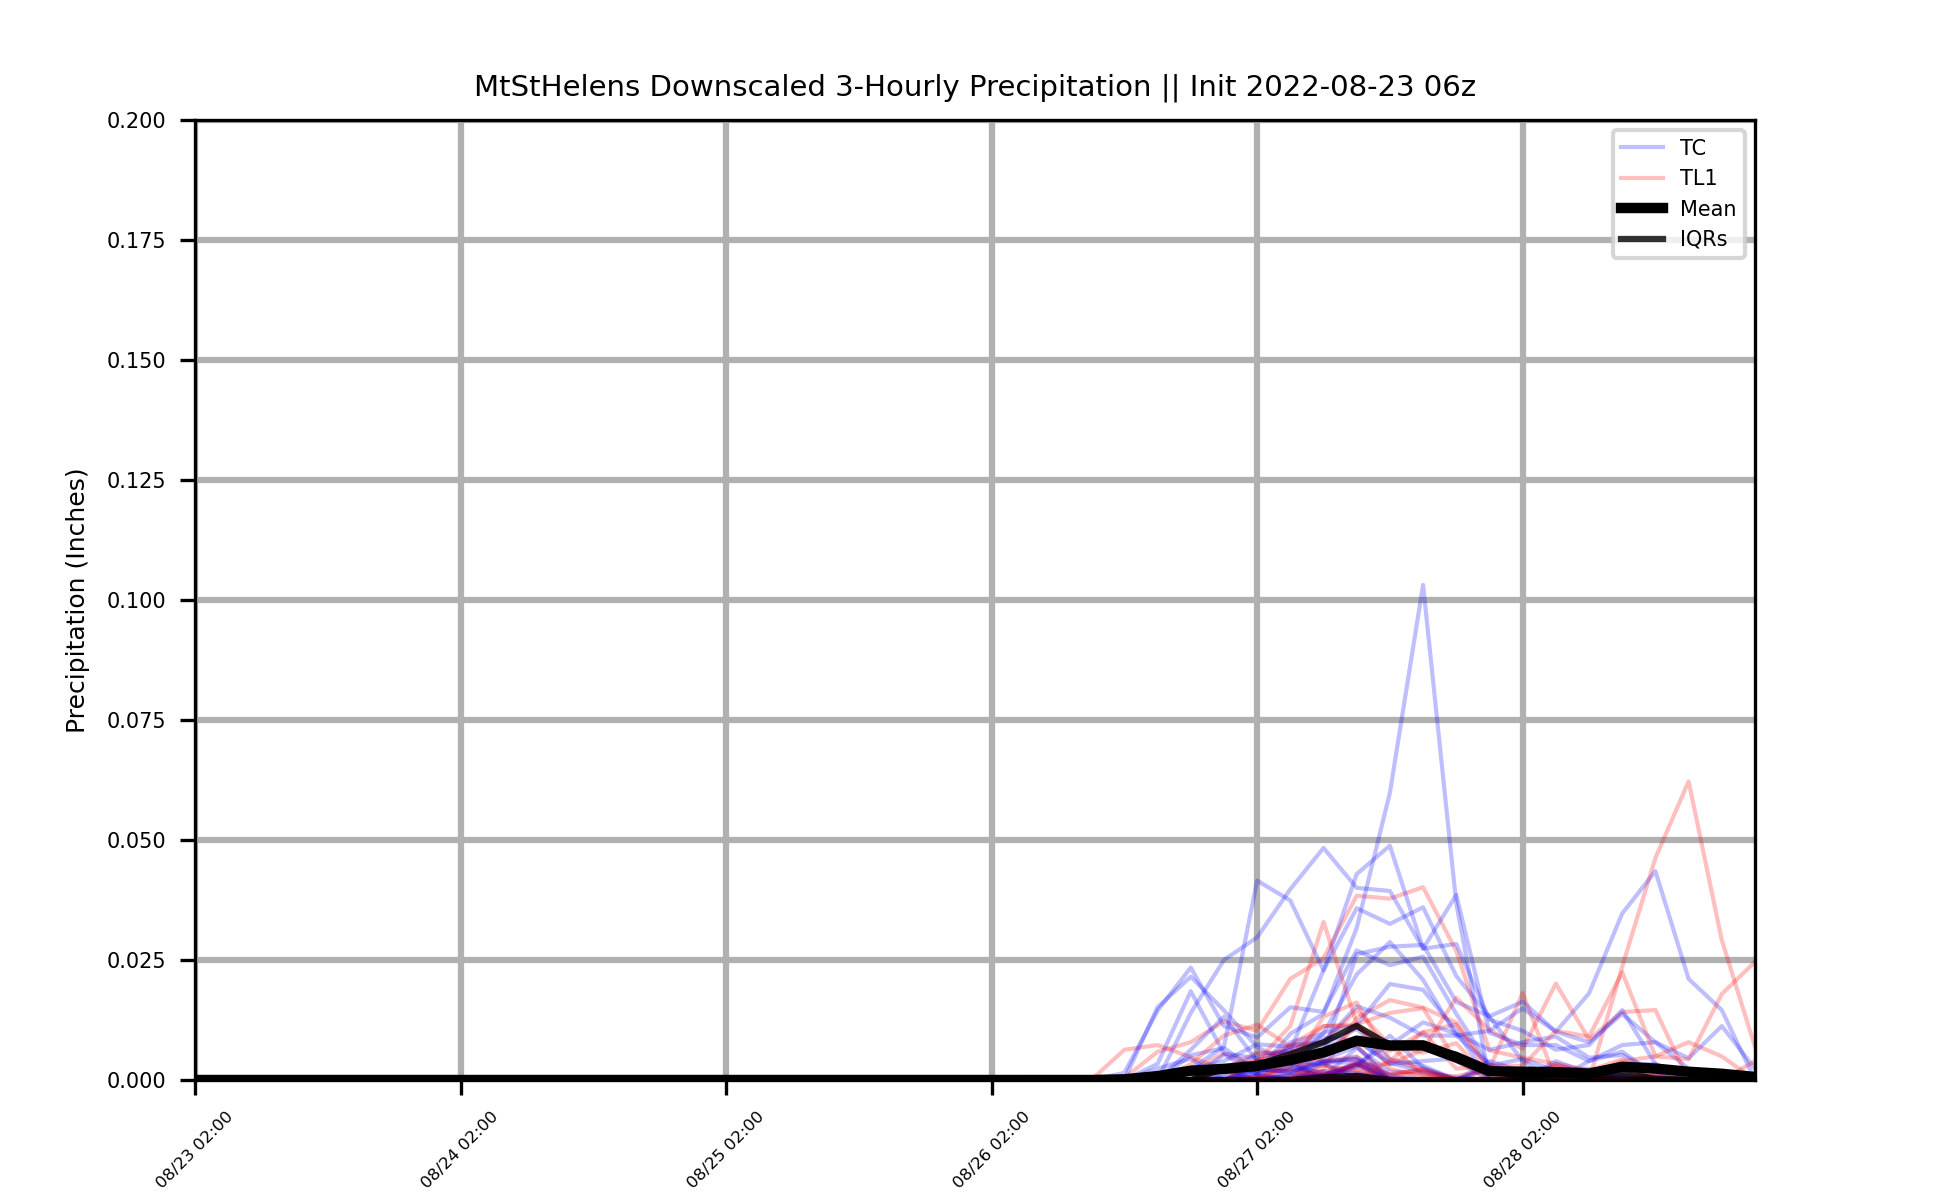 MtStHelens Downscaled 3-Hourly Precipitation || Init 2022-08-23 06z
TC
TL1
Mean
IQRs
Precipitation (Inches)
0.200
0.175
0.150
0.125
0.100
0.075
0.050
0.025
0.000
08/23 02:00
08/24 02:00
08/25 02:00
08/26 02:00
08/27 02:00
08/28 02:00